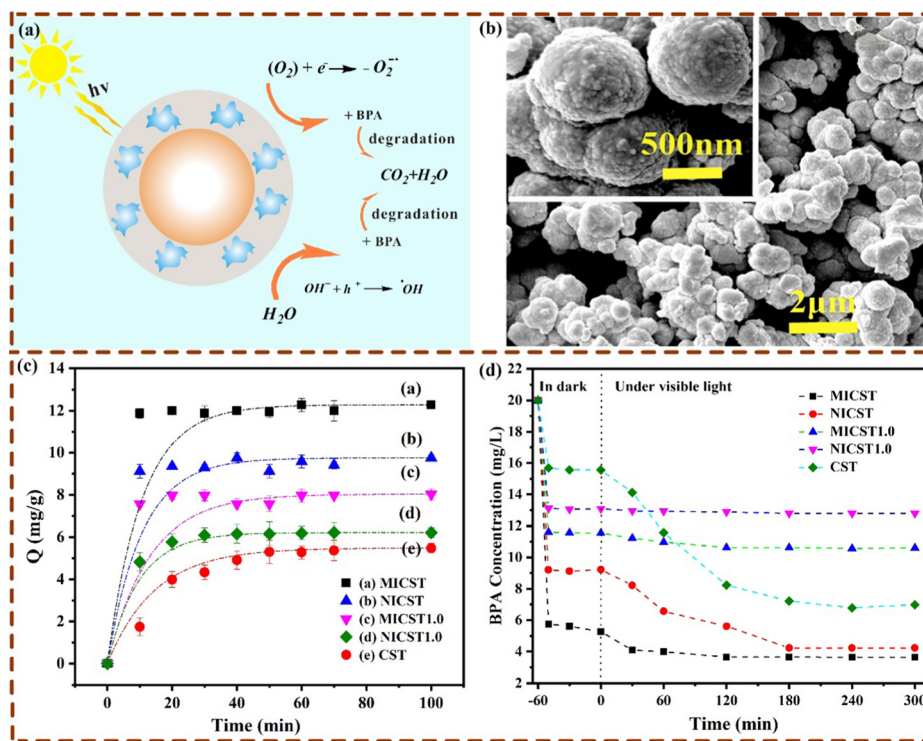 (a)
hν
(O₂) + e⁻ → – O₂˙⁻
+ BPA
degradation
CO₂+H₂O
degradation
+ BPA
OH⁻ + h⁺ → ˙OH
H₂O
(b)
500nm
2μm
(c)
Q (mg/g)
14
12
10
8
6
4
2
0
(a)
(b)
(c)
(d)
(e)
(a) MICST
(b) NICST
(c) MICST1.0
(d) NICST1.0
(e) CST
0 20 40 60 80 100
Time (min)
(d)
BPA Concentration (mg/L)
20
18
16
14
12
10
8
6
4
2
In dark
Under visible light
MICST
NICST
MICST1.0
NICST1.0
CST
-60 0 60 120 180 240 300
Time (min)